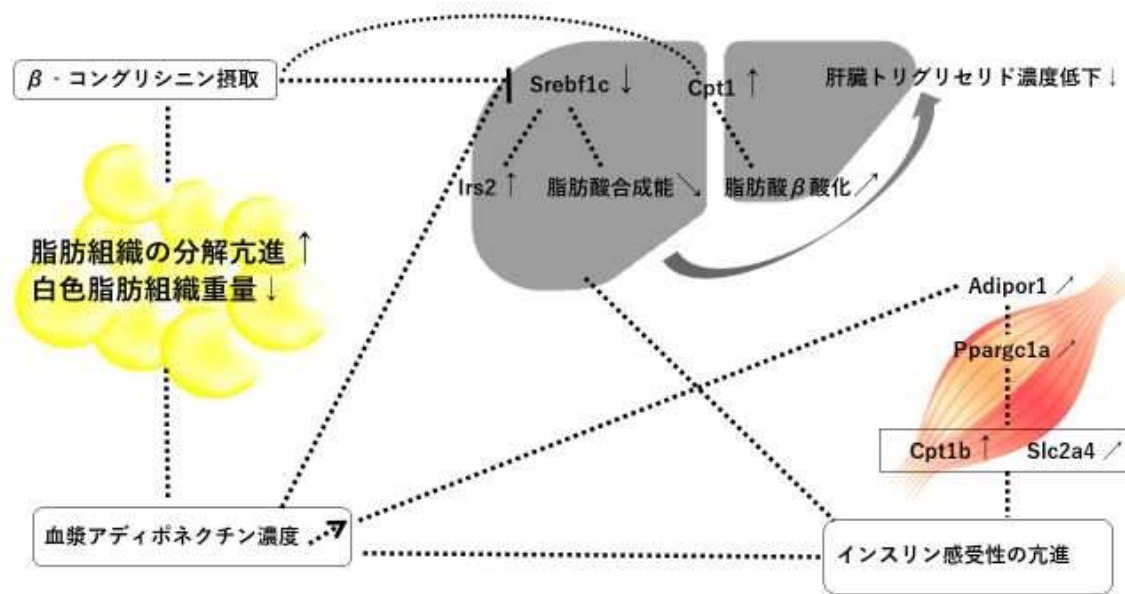 β‐コングリシニン摂取
Srebf1c ↓
Cpt1 ↑
肝臓トリグリセリド濃度低下↓
Irs2 ↑
脂肪酸合成能↘
脂肪酸β酸化↗
脂肪組織の分解亢進↑
白色脂肪組織重量↓
Adipor1 ↗
Ppargc1a ↗
Cpt1b ↑
Slc2a4 ↗
血漿アディポネクチン濃度
インスリン感受性の亢進